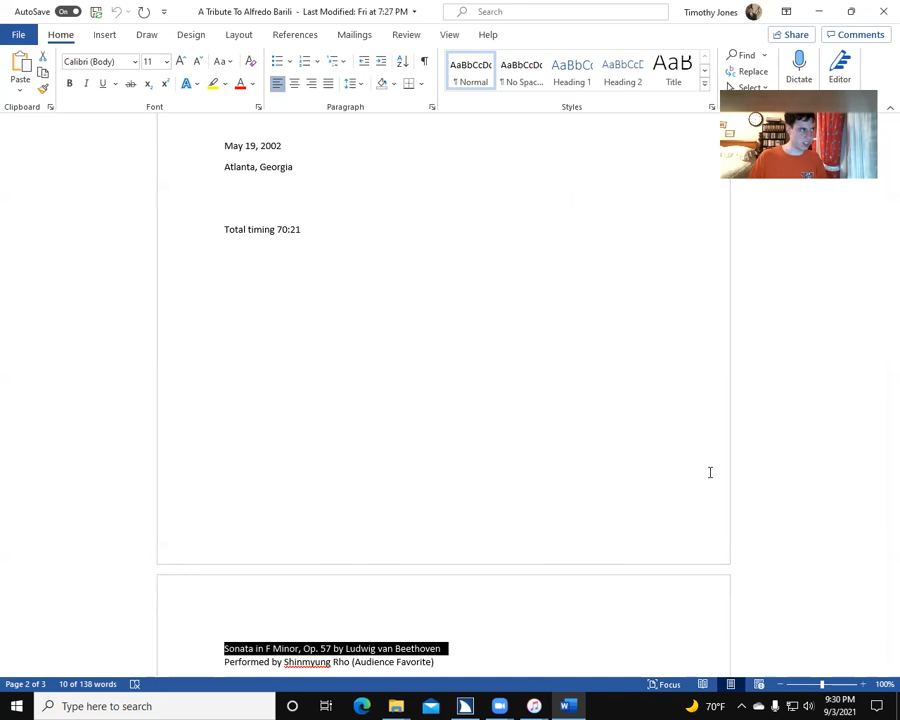 AutoSave On A Tribute To Alfredo Barili - Last Modified: Fri at 7:27 PM Search Timothy Jones
File Home Insert Draw Design Layout References Mailings Review View Help Share Comments
Paste Calibri (Body) 11 Aa AaBbCcDc AaBbCcDc AaBbCc AaBbCcD AaB Find Dictate Editor
B I U ab x₂ x² A A ¶ Normal ¶ No Spac... Heading 1 Heading 2 Title Replace
Select
Clipboard Font Paragraph Styles
May 19, 2002
Atlanta, Georgia
Total timing 70:21
Sonata in F Minor, Op. 57 by Ludwig van Beethoven
Performed by Shinmyung Rho (Audience Favorite)
Page 2 of 3 10 of 138 words Focus 100%
Type here to search 70°F 9:30 PM
9/3/2021